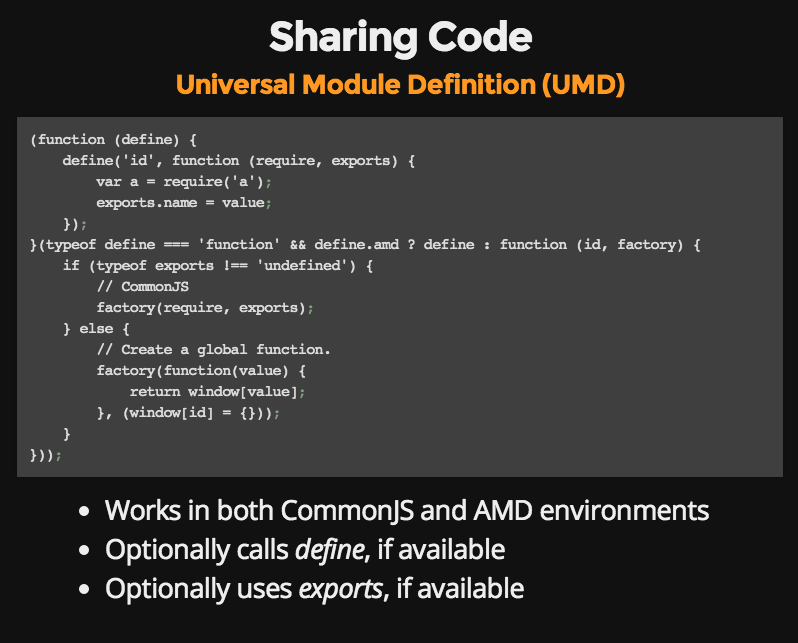 Sharing Code
Universal Module Definition (UMD)
(function (define) {
    define('id', function (require, exports) {
        var a = require('a');
        exports.name = value;
    });
}(typeof define === 'function' && define.amd ? define : function (id, factory) {
    if (typeof exports !== 'undefined') {
        // CommonJS
        factory(require, exports);
    } else {
        // Create a global function.
        factory(function(value) {
            return window[value];
        }, (window[id] = {}));
    }
}));
• Works in both CommonJS and AMD environments
• Optionally calls define, if available
• Optionally uses exports, if available